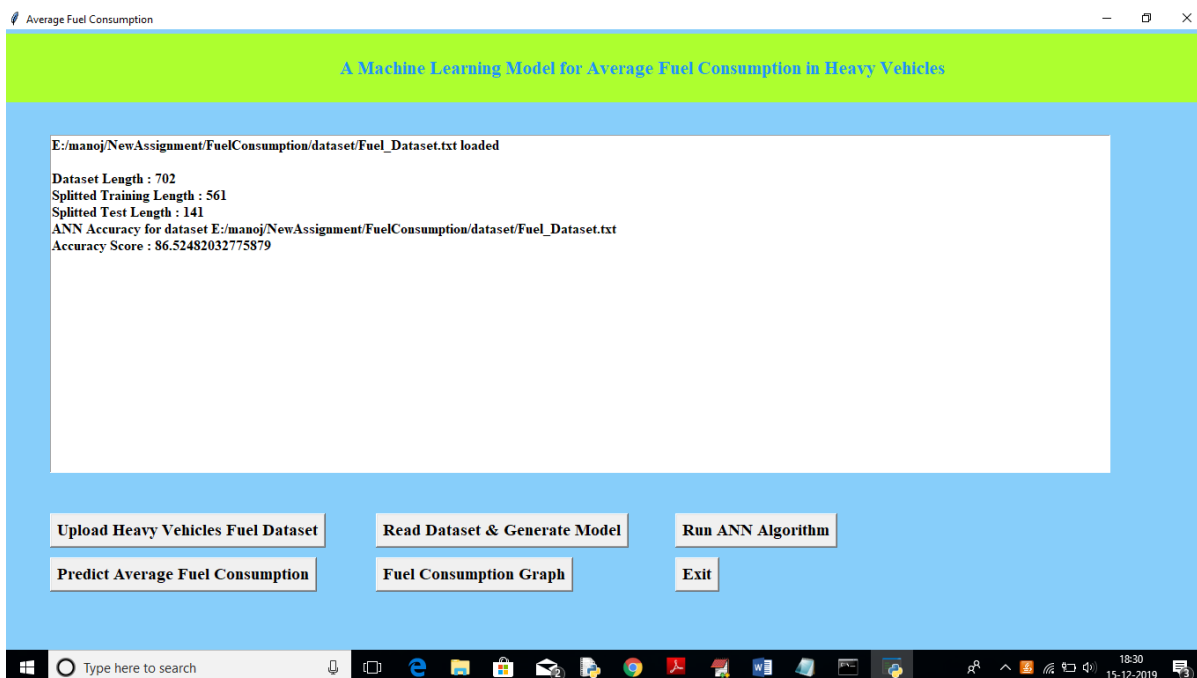 Average Fuel Consumption
A Machine Learning Model for Average Fuel Consumption in Heavy Vehicles
E:/manoj/NewAssignment/FuelConsumption/dataset/Fuel_Dataset.txt loaded
Dataset Length : 702
Splitted Training Length : 561
Splitted Test Length : 141
ANN Accuracy for dataset E:/manoj/NewAssignment/FuelConsumption/dataset/Fuel_Dataset.txt
Accuracy Score : 86.52482032775879
Upload Heavy Vehicles Fuel Dataset
Read Dataset & Generate Model
Run ANN Algorithm
Predict Average Fuel Consumption
Fuel Consumption Graph
Exit
Type here to search
18:30
15-12-2019